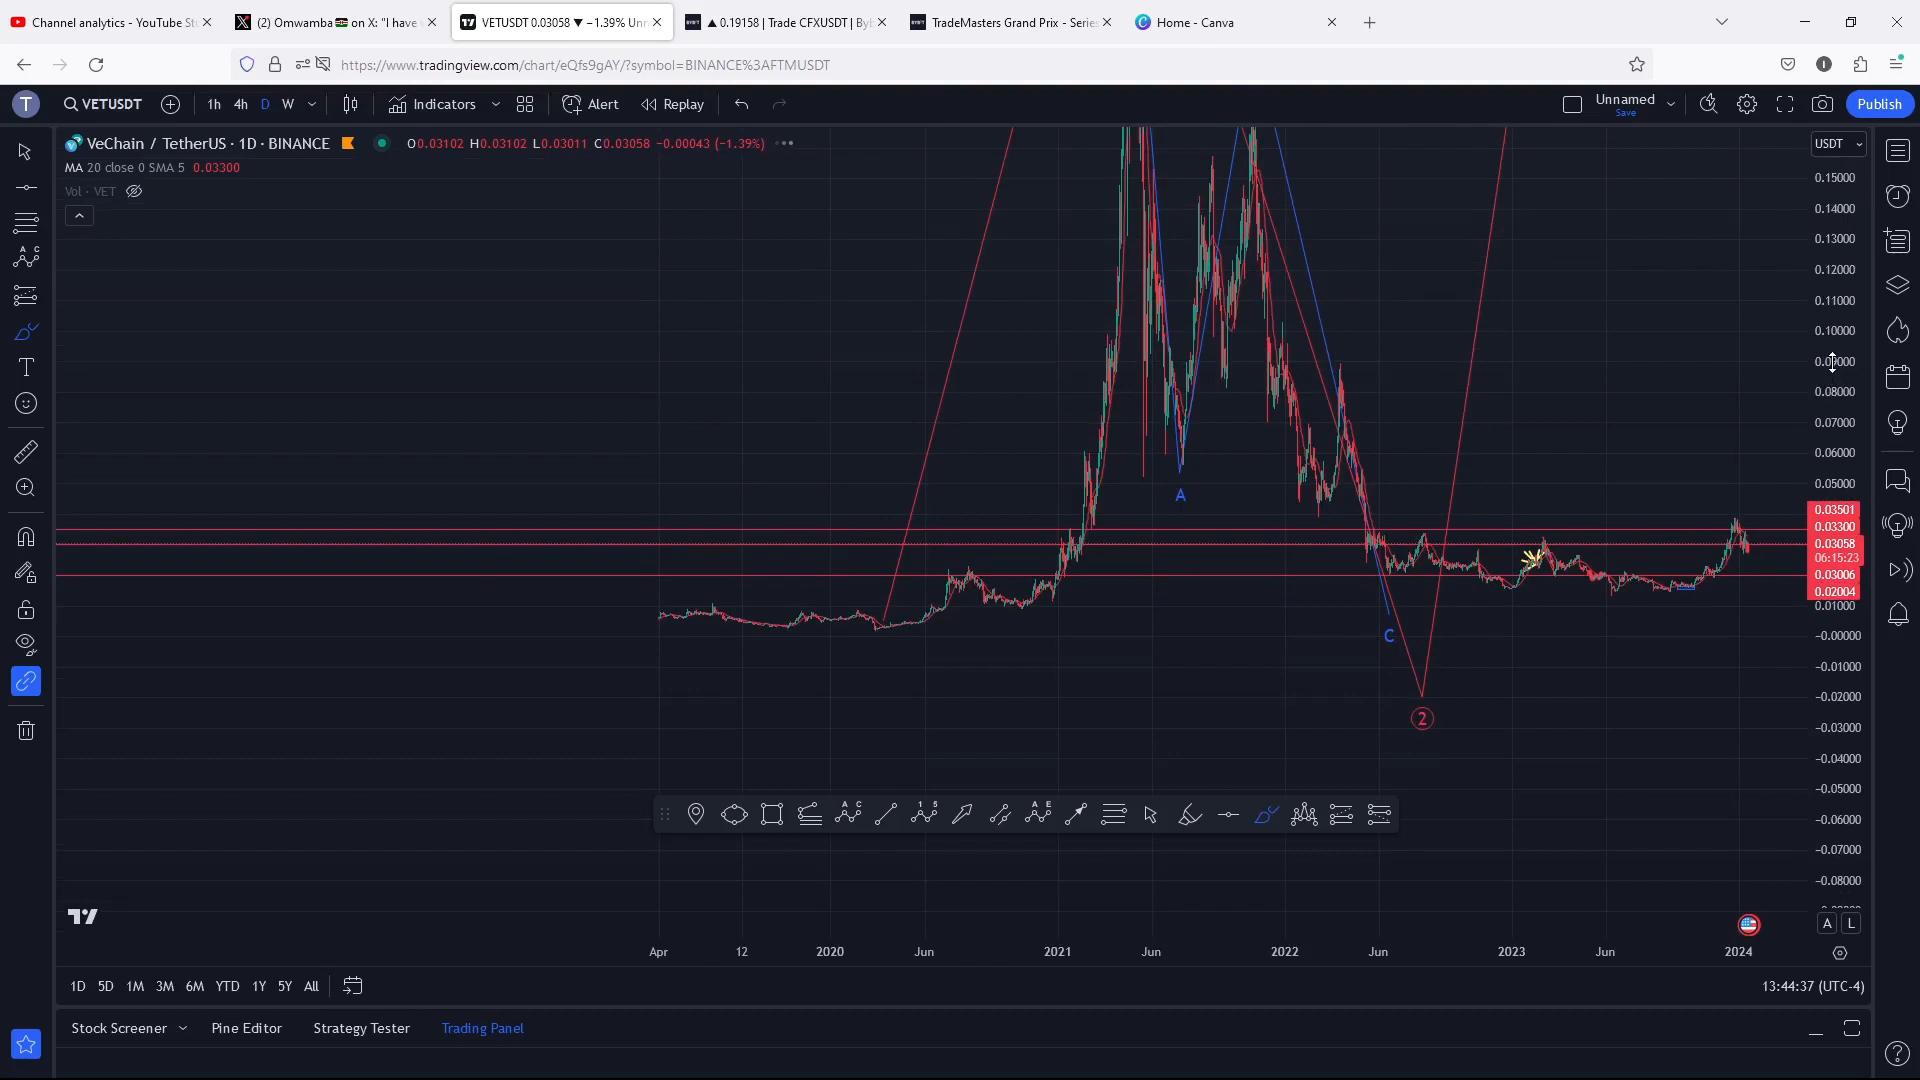 Channel analytics - YouTube St
(2) Omwamba on X: "I have
VETUSDT 0.03058 ▼ −1.39% Unn
▲ 0.19158 | Trade CFXUSDT | Byb
TradeMasters Grand Prix - Series
Home - Canva
https://www.tradingview.com/chart/eQfs9gAY/?symbol=BINANCE%3AFTMUSDT
T
VETUSDT
1h 4h D W
Indicators
Alert
Replay
Unnamed
Save
Publish
VeChain / TetherUS · 1D · BINANCE
O0.03102 H0.03102 L0.03011 C0.03058 −0.00043 (−1.39%)
USDT
MA 20 close 0 SMA 5 0.03300
Vol · VET
0.15000
0.14000
0.13000
0.12000
0.11000
0.10000
0.09000
0.08000
0.07000
0.06000
0.05000
A
0.03501
0.03300
0.03058
06:15:23
0.03006
0.02004
0.01000
C
−0.00000
−0.01000
−0.02000
2
−0.03000
−0.04000
−0.05000
−0.06000
−0.07000
−0.08000
A L
Apr 12 2020 Jun 2021 Jun 2022 Jun 2023 Jun 2024
1D 5D 1M 3M 6M YTD 1Y 5Y All
13:44:37 (UTC-4)
Stock Screener
Pine Editor
Strategy Tester
Trading Panel